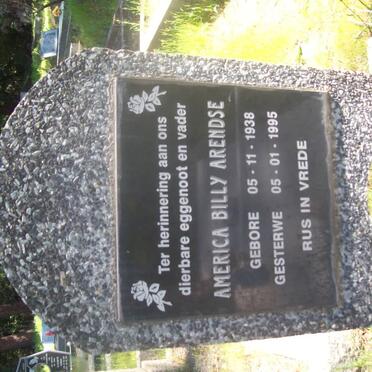 Ter herinnering aan ons
dierbare eggenoot en vader
AMERICA BILLY ARENDSE
GEBORE 05 - 11 - 1938
GESTERWE 05 - 01 - 1995
RUS IN VREDE